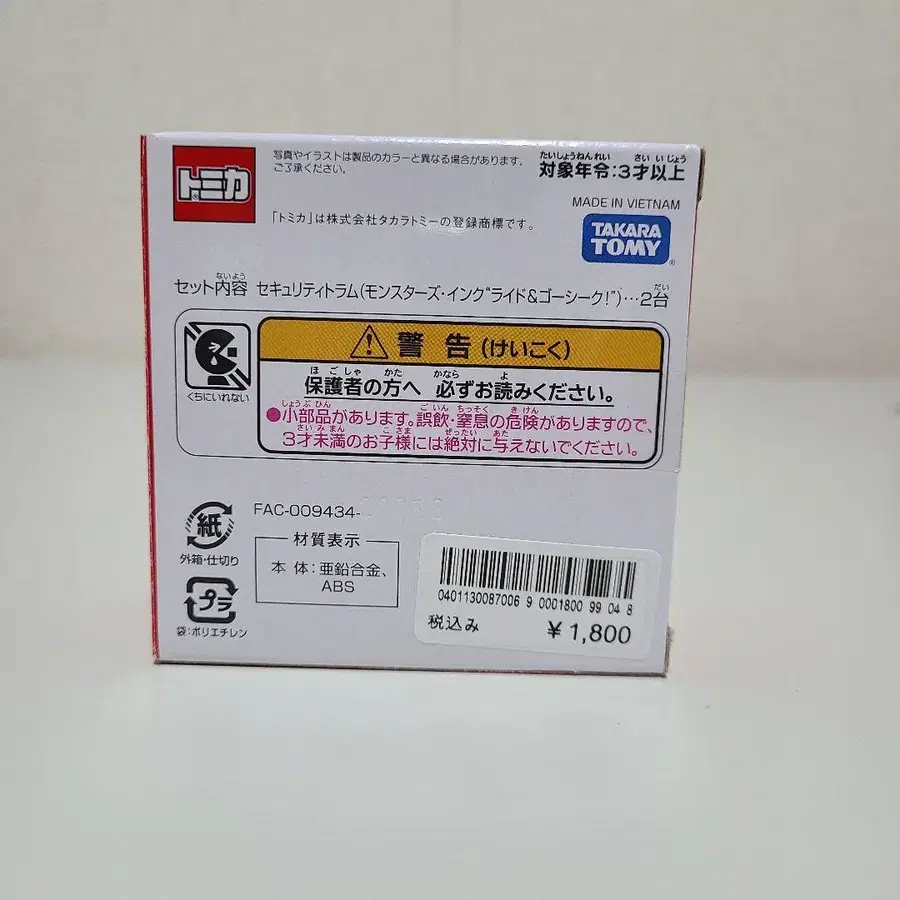 トミカ
写真やイラストは製品のカラーと異なる場合があります。
ご了承ください。
「トミカ」は株式会社タカラトミーの登録商標です。
たいしょうねんれい さいいじょう
対象年令:3才以上
MADE IN VIETNAM
TAKARA
TOMY
ないよう だい
セット内容 セキュリティトラム(モンスターズ・インク“ライド&ゴーシーク!”)…2台
くちにいれない
警告(けいこく)
ほごしゃ かた かなら よ
保護者の方へ 必ずお読みください。
しょうぶひん ごいん ちっそく きけん
●小部品があります。誤飲・窒息の危険がありますので、
さいみまん こさま ぜったい あた
3才未満のお子様には絶対に与えないでください。
紙
外箱・仕切り
プラ
袋:ポリエチレン
FAC-009434-
材質表示
本体:亜鉛合金、
ABS
0401130087006 9 0001800 99 04 8
税込み ¥1,800